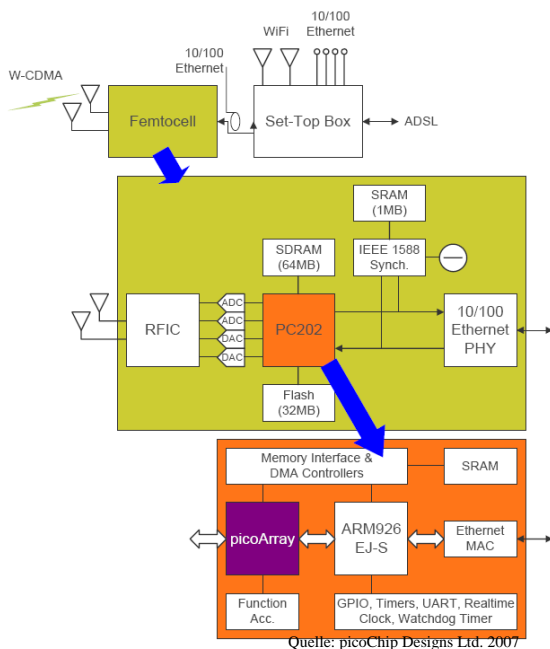 10/100
Ethernet
WiFi
10/100
Ethernet
W-CDMA
Femtocell
Set-Top Box
ADSL
SRAM
(1MB)
SDRAM
(64MB)
IEEE 1588
Synch.
RFIC
ADC
ADC
DAC
DAC
PC202
10/100
Ethernet
PHY
Flash
(32MB)
Memory Interface &
DMA Controllers
SRAM
picoArray
ARM926
EJ-S
Ethernet
MAC
Function
Acc.
GPIO, Timers, UART, Realtime
Clock, Watchdog Timer
Quelle: picoChip Designs Ltd. 2007